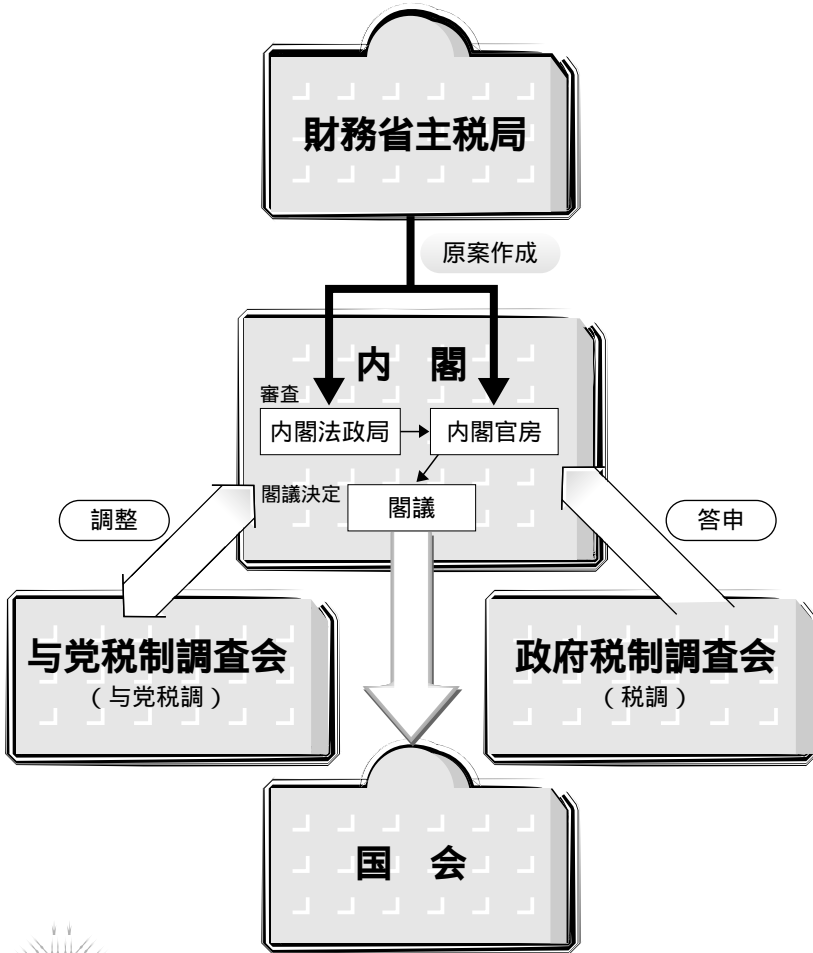 財務省主税局
原案作成
内　閣
審査
内閣法政局
内閣官房
閣議決定
閣議
調整
答申
与党税制調査会
（与党税調）
政府税制調査会
（税調）
国　会